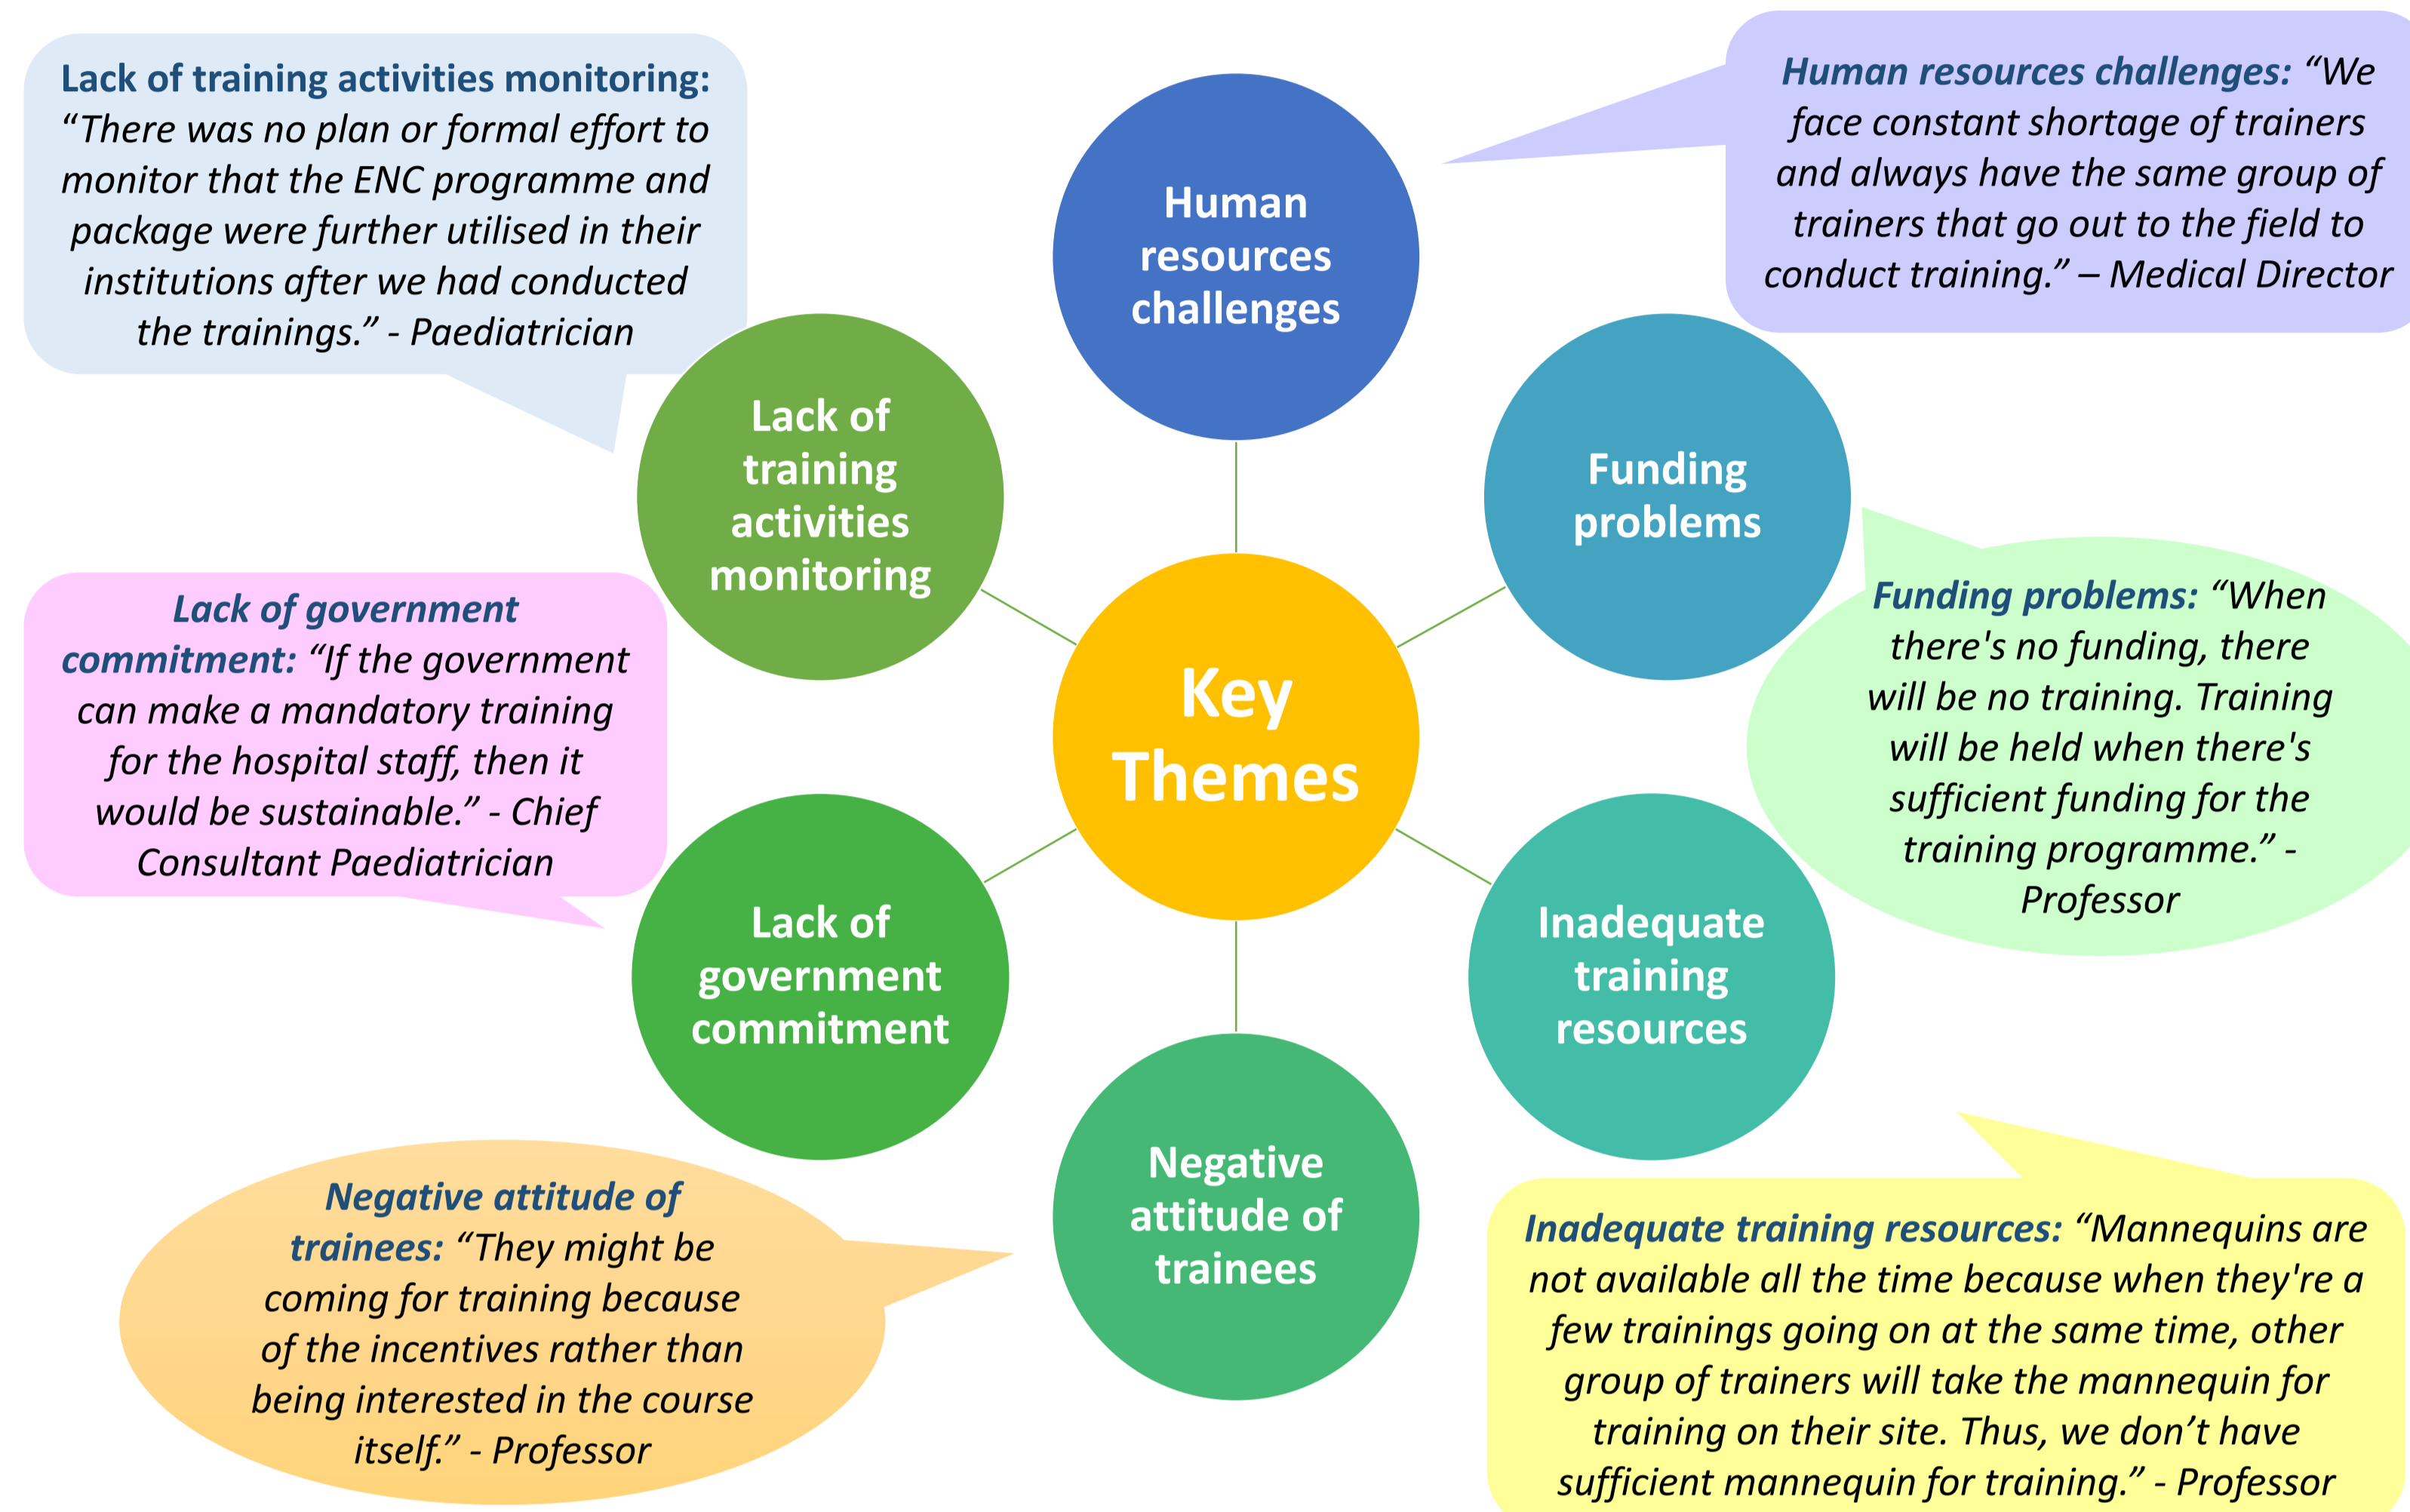 Lack of training activities monitoring:
“There was no plan or formal effort to
monitor that the ENC programme and
package were further utilised in their
institutions after we had conducted
the trainings.” - Paediatrician
Human resources challenges: “We
face constant shortage of trainers
and always have the same group of
trainers that go out to the field to
conduct training.” – Medical Director
Human
resources
challenges
Lack of
training
activities
monitoring
Funding
problems
Lack of government
commitment: “If the government
can make a mandatory training
for the hospital staff, then it
would be sustainable.” - Chief
Consultant Paediatrician
Key
Themes
Funding problems: “When
there's no funding, there
will be no training. Training
will be held when there's
sufficient funding for the
training programme.” -
Professor
Lack of
government
commitment
Inadequate
training
resources
Negative
attitude of
trainees
Negative attitude of
trainees: “They might be
coming for training because
of the incentives rather than
being interested in the course
itself.” - Professor
Inadequate training resources: “Mannequins are
not available all the time because when they're a
few trainings going on at the same time, other
group of trainers will take the mannequin for
training on their site. Thus, we don’t have
sufficient mannequin for training.” - Professor